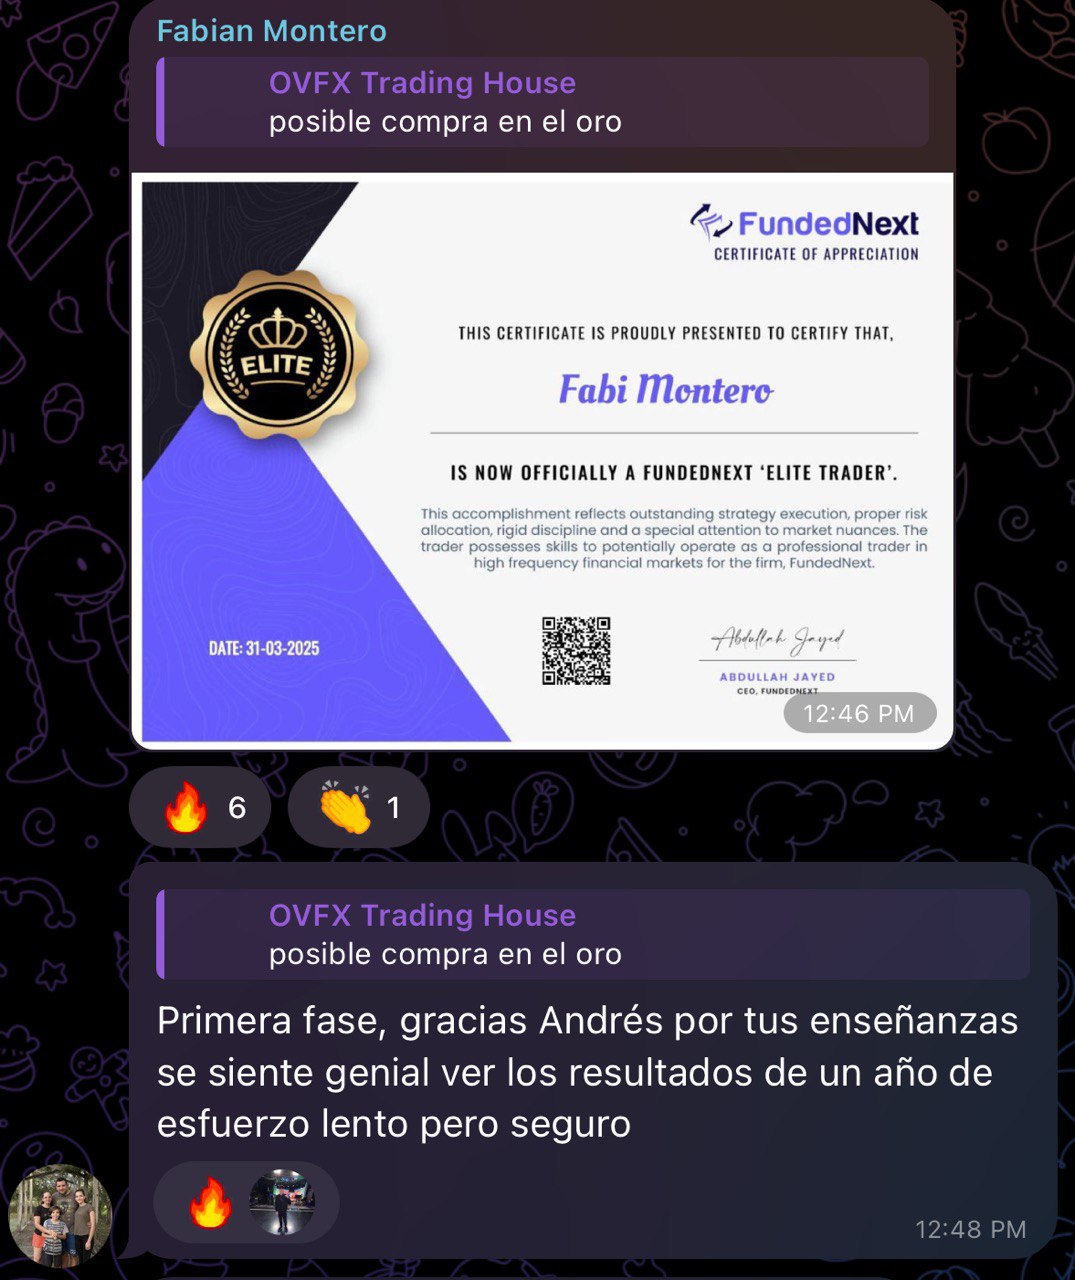 Fabian Montero
OVFX Trading House
posible compra en el oro
FundedNext
CERTIFICATE OF APPRECIATION
THIS CERTIFICATE IS PROUDLY PRESENTED TO CERTIFY THAT,
ELITE
Fabi Montero
IS NOW OFFICIALLY A FUNDEDNEXT ‘ELITE TRADER’.
This accomplishment reflects outstanding strategy execution, proper risk
allocation, rigid discipline and a special attention to market nuances. The
trader possesses skills to potentially operate as a professional trader in
high frequency financial markets for the firm, FundedNext.
DATE: 31-03-2025
Abdullah Jayed
ABDULLAH JAYED
CEO, FUNDEDNEXT
12:46 PM
6
1
OVFX Trading House
posible compra en el oro
Primera fase, gracias Andrés por tus enseñanzas
se siente genial ver los resultados de un año de
esfuerzo lento pero seguro
12:48 PM